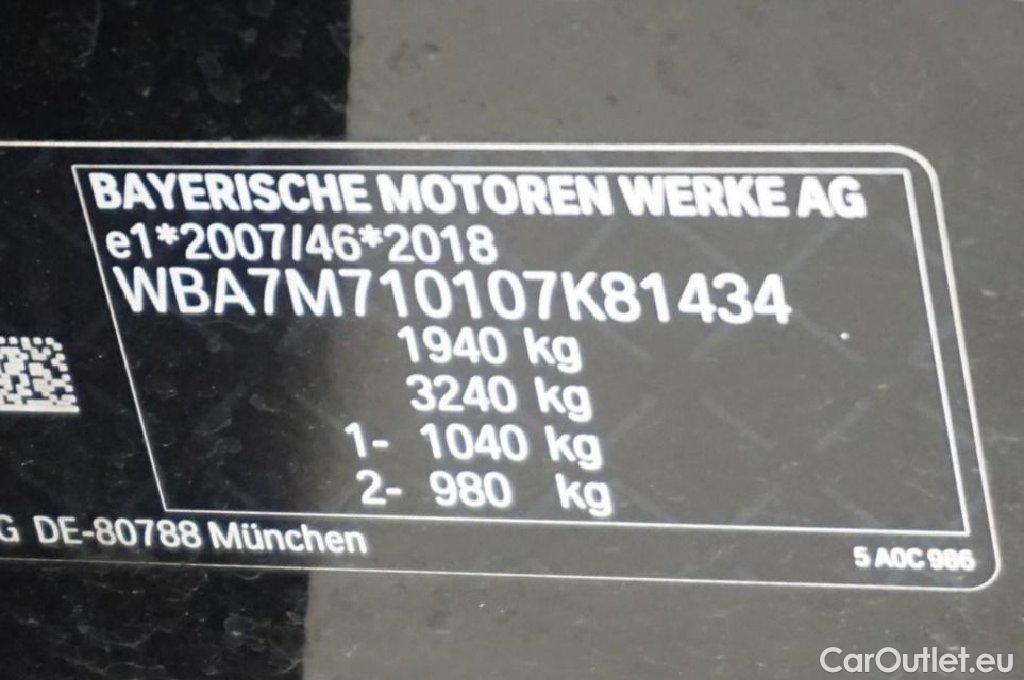 BAYERISCHE MOTOREN WERKE AG
e1*2007/46*2018
WBA7M710107K81434
1940 kg
3240 kg
1- 1040 kg
2- 980 kg
G DE-80788 München
5 A0C 986
CarOutlet.eu